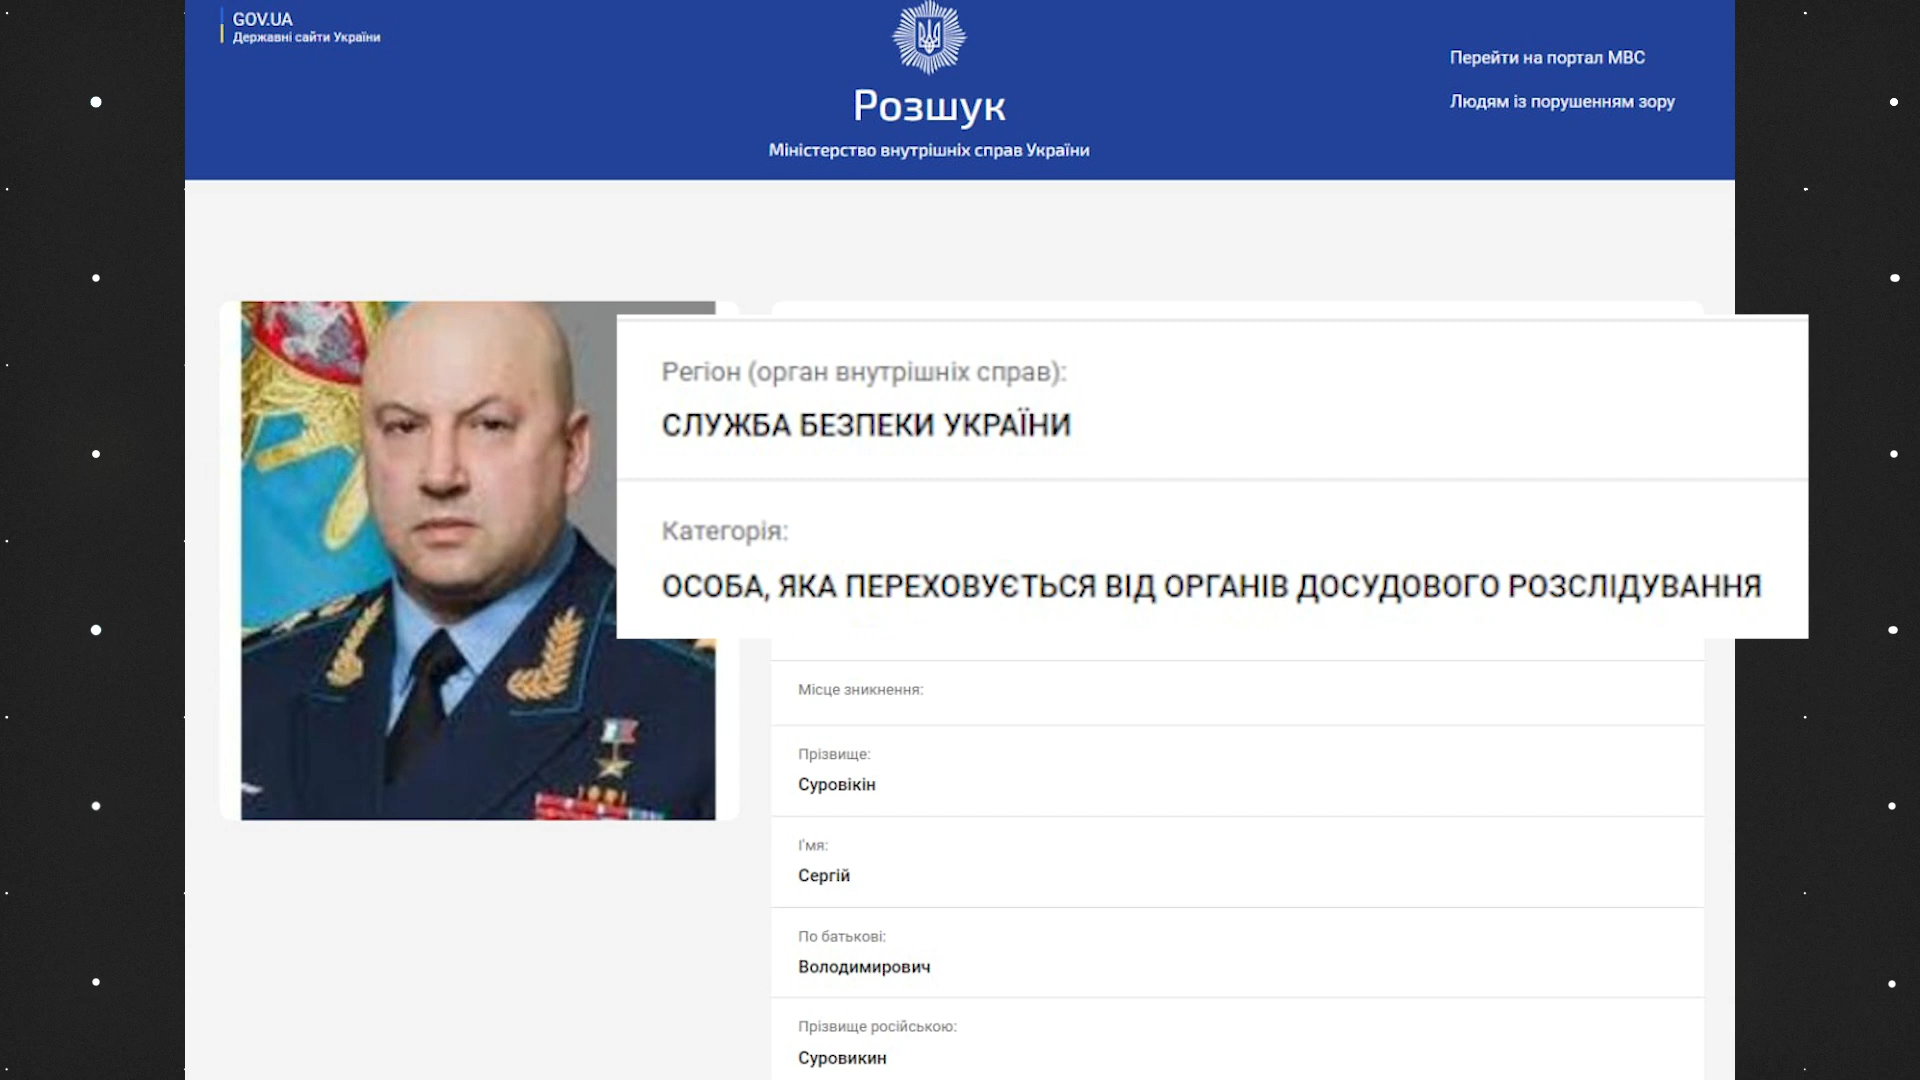 GOV.UA
Державні сайти України
Розшук
Міністерство внутрішніх справ України
Перейти на портал МВС
Людям із порушенням зору
Регіон (орган внутрішніх справ):
СЛУЖБА БЕЗПЕКИ УКРАЇНИ
Категорія:
ОСОБА, ЯКА ПЕРЕХОВУЄТЬСЯ ВІД ОРГАНІВ ДОСУДОВОГО РОЗСЛІДУВАННЯ
Місце зникнення:
Прізвище:
Суровікін
І'мя:
Сергій
По батькові:
Володимирович
Прізвище російською:
Суровикин